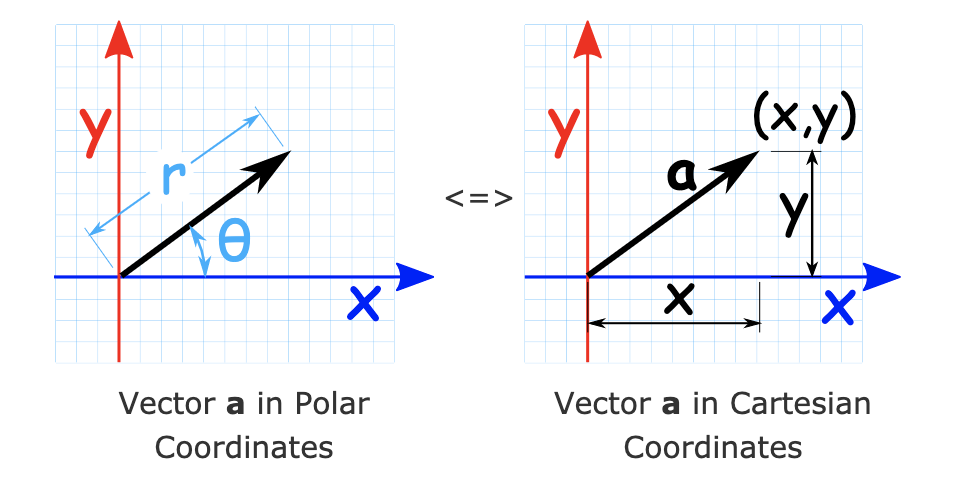 y
r
θ
x
<=>
y
(x,y)
a
y
x
x
Vector a in Polar
Coordinates
Vector a in Cartesian
Coordinates